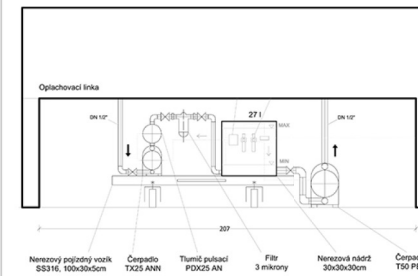 Oplachovací linka
DN 1/2"
27 l
MAX
DN 1/2"
MIN
207
Nerezový pojízdný vozík
SS316, 100x30x5cm
Čerpadlo
TX25 ANN
Tlumič pulsací
PDX25 AN
Filtr
3 mikrony
Nerezová nádrž
30x30x30cm
Čerpa
T50 P